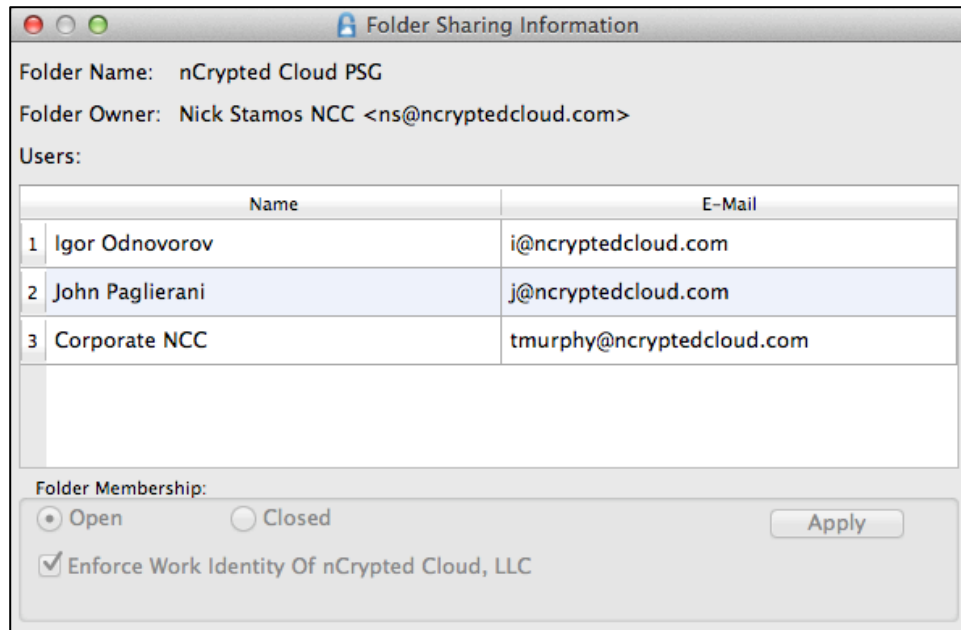 Folder Sharing Information
Folder Name: nCrypted Cloud PSG
Folder Owner: Nick Stamos NCC <ns@ncryptedcloud.com>
Users:
Name E-Mail
1 Igor Odnovorov i@ncryptedcloud.com
2 John Paglierani j@ncryptedcloud.com
3 Corporate NCC tmurphy@ncryptedcloud.com
Folder Membership:
Open Closed Apply
Enforce Work Identity Of nCrypted Cloud, LLC